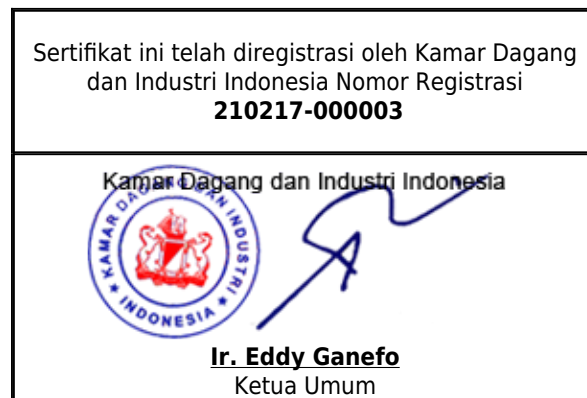 Sertifikat ini telah diregistrasi oleh Kamar Dagang
dan Industri Indonesia Nomor Registrasi
210217-000003
Kamar Dagang dan Industri Indonesia
KAMAR DAGANG DAN INDUSTRI
INDONESIA
Ir. Eddy Ganefo
Ketua Umum